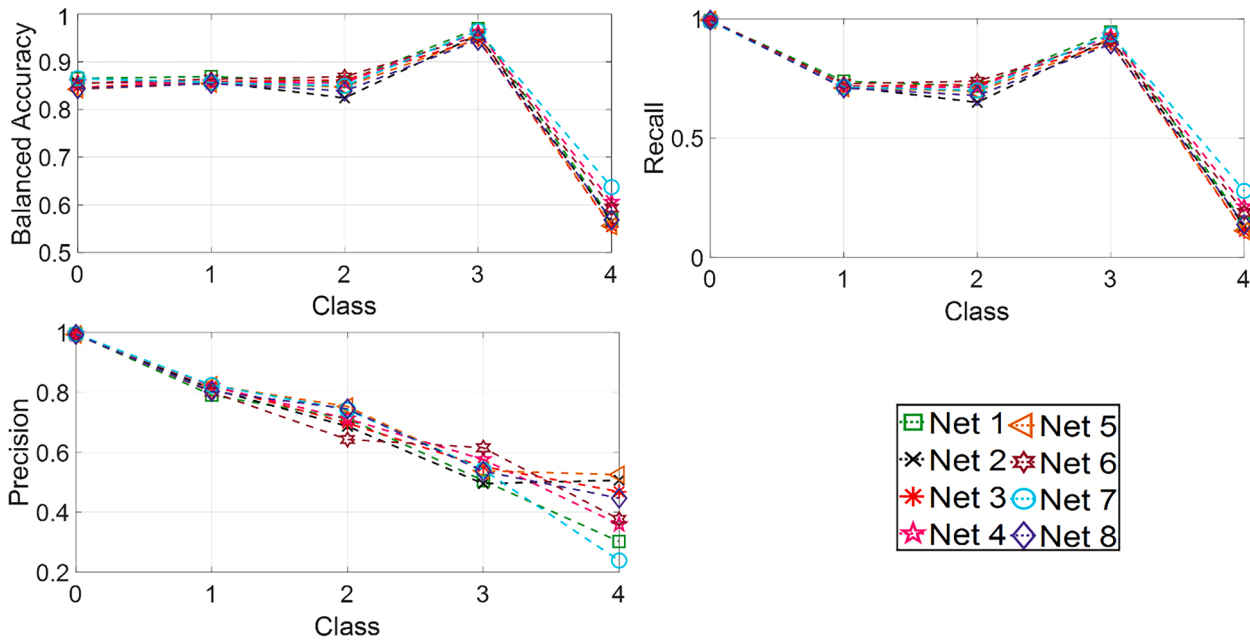 Balanced Accuracy
1
0.9
0.8
0.7
0.6
0.5
0 1 2 3 4
Class
Recall
1
0.5
0
0 1 2 3 4
Class
Precision
1
0.8
0.6
0.4
0.2
0 1 2 3 4
Class
Net 1 Net 5
Net 2 Net 6
Net 3 Net 7
Net 4 Net 8